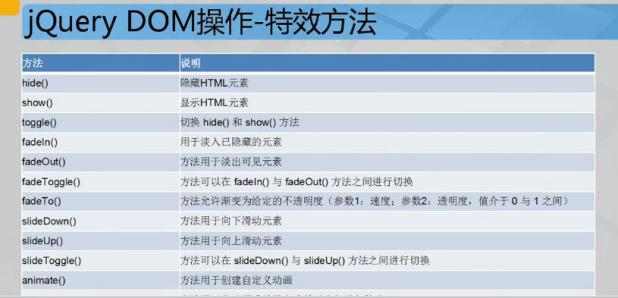 jQuery DOM操作-特效方法
方法 说明
hide() 隐藏HTML元素
show() 显示HTML元素
toggle() 切换 hide() 和 show() 方法
fadeIn() 用于淡入已隐藏的元素
fadeOut() 方法用于淡出可见元素
fadeToggle() 方法可以在 fadeIn() 与 fadeOut() 方法之间进行切换
fadeTo() 方法允许渐变为给定的不透明度（参数1：速度；参数2：透明度，值介于 0 与 1 之间）
slideDown() 方法用于向下滑动元素
slideUp() 方法用于向上滑动元素
slideToggle() 方法可以在 slideDown() 与 slideUp() 方法之间进行切换
animate() 方法用于创建自定义动画